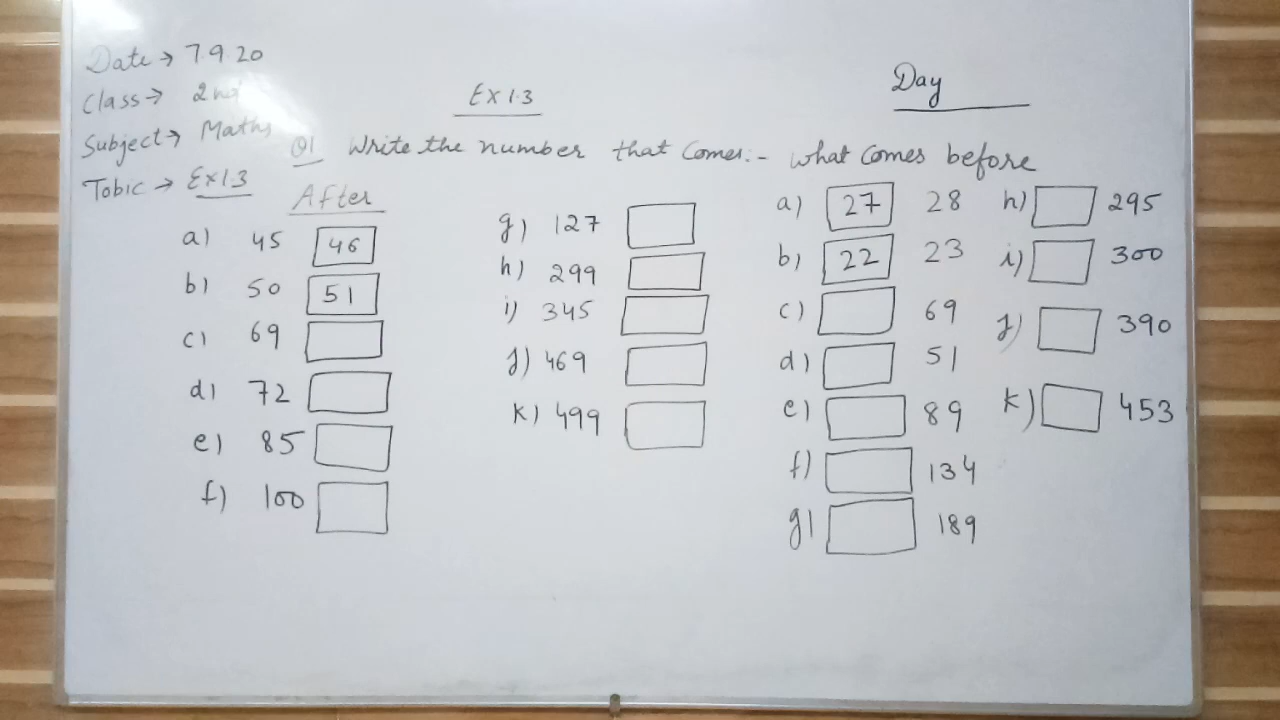 Date → 7.9.20
Class → 2nd
Subject → Maths
Tobic → Ex 1.3
Ex 1.3
Day
Q1 Write the number that comes:- what comes before
After
a) 45 46
b) 50 51
c) 69
d) 72
e) 85
f) 100
g) 127
h) 299
i) 345
j) 469
k) 499
a) 27 28
b) 22 23
c) 69
d) 51
e) 89
f) 134
g) 189
h) 295
i) 300
j) 390
k) 453